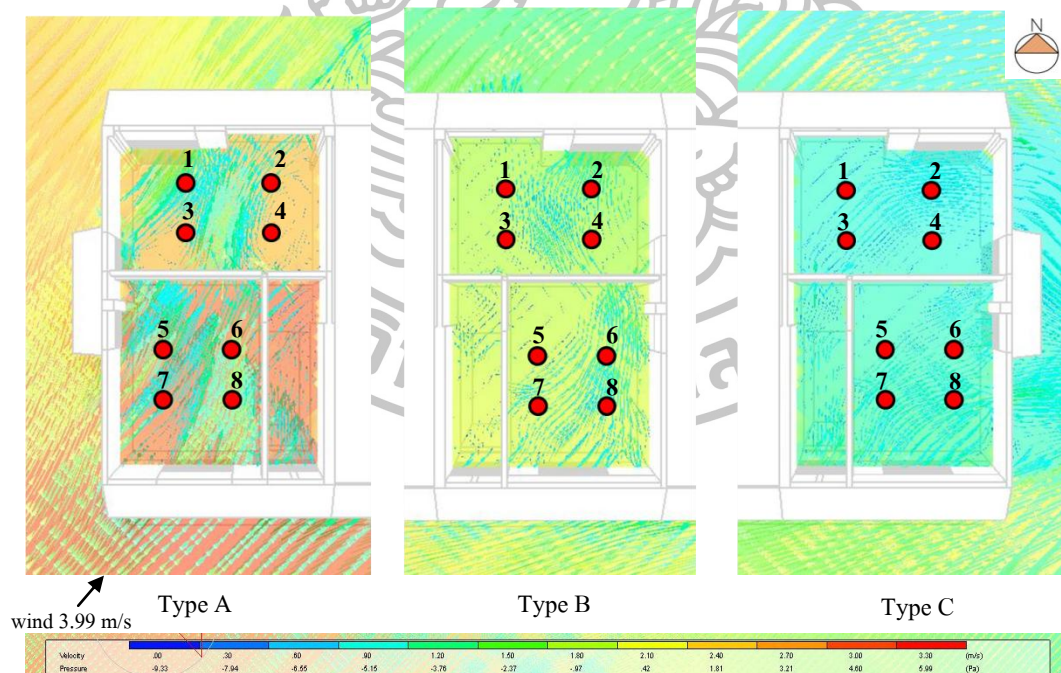 N
1 2 1 2 1 2
3 4 3 4 3 4
5 6 5 6 5 6
7 8 7 8 7 8
wind 3.99 m/s
Type A Type B Type C
Velocity .00 .30 .60 .90 1.20 1.50 1.80 2.10 2.40 2.70 3.00 3.30 (m/s)
Pressure -9.33 -7.94 -6.55 -5.15 -3.76 -2.37 -.97 .42 1.81 3.21 4.60 5.99 (Pa)